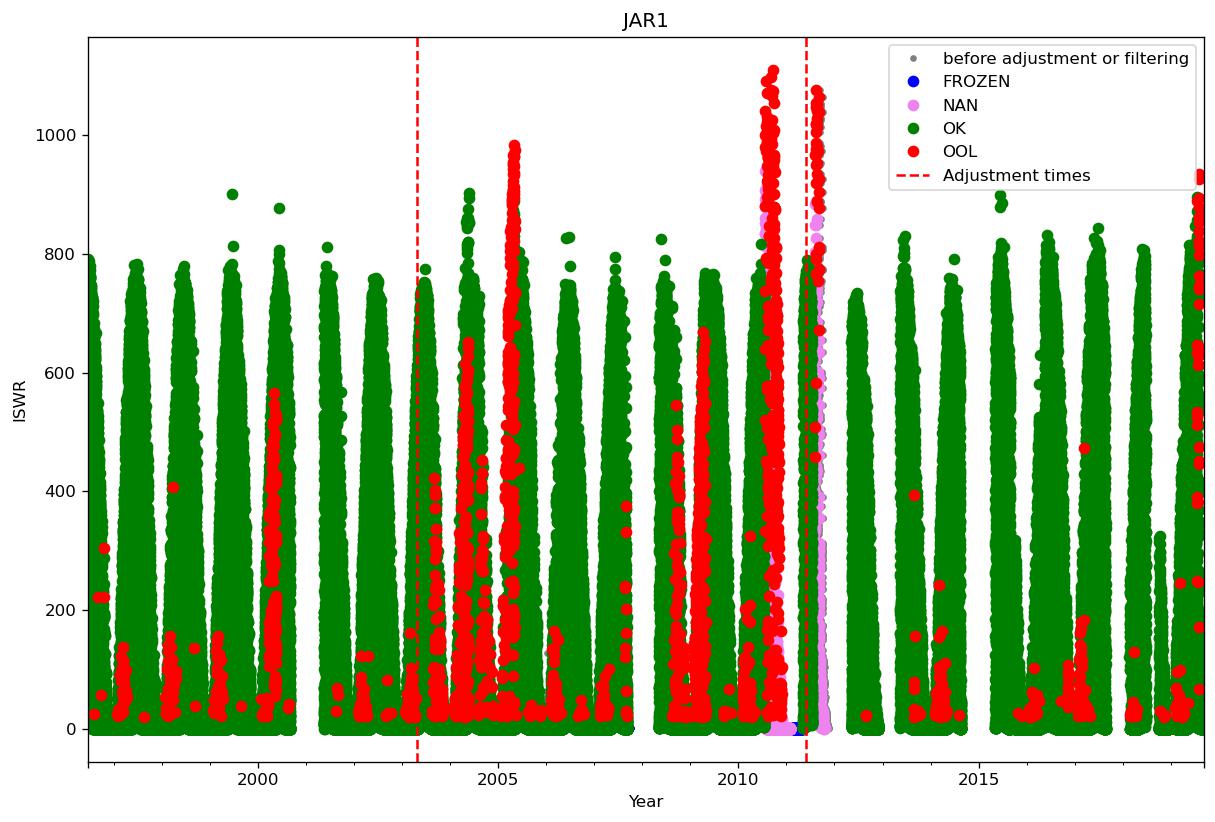 JAR1
before adjustment or filtering
FROZEN
NAN
OK
OOL
Adjustment times
ISWR
1000
800
600
400
200
0
2000
2005
2010
2015
Year